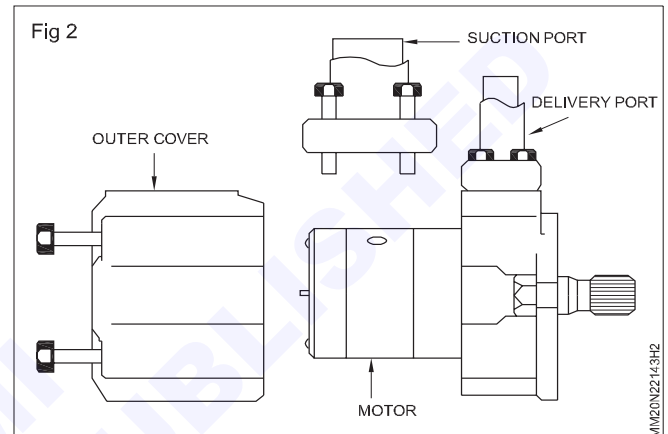 Fig 2
SUCTION PORT
DELIVERY PORT
OUTER COVER
MOTOR
MM20N22143H2